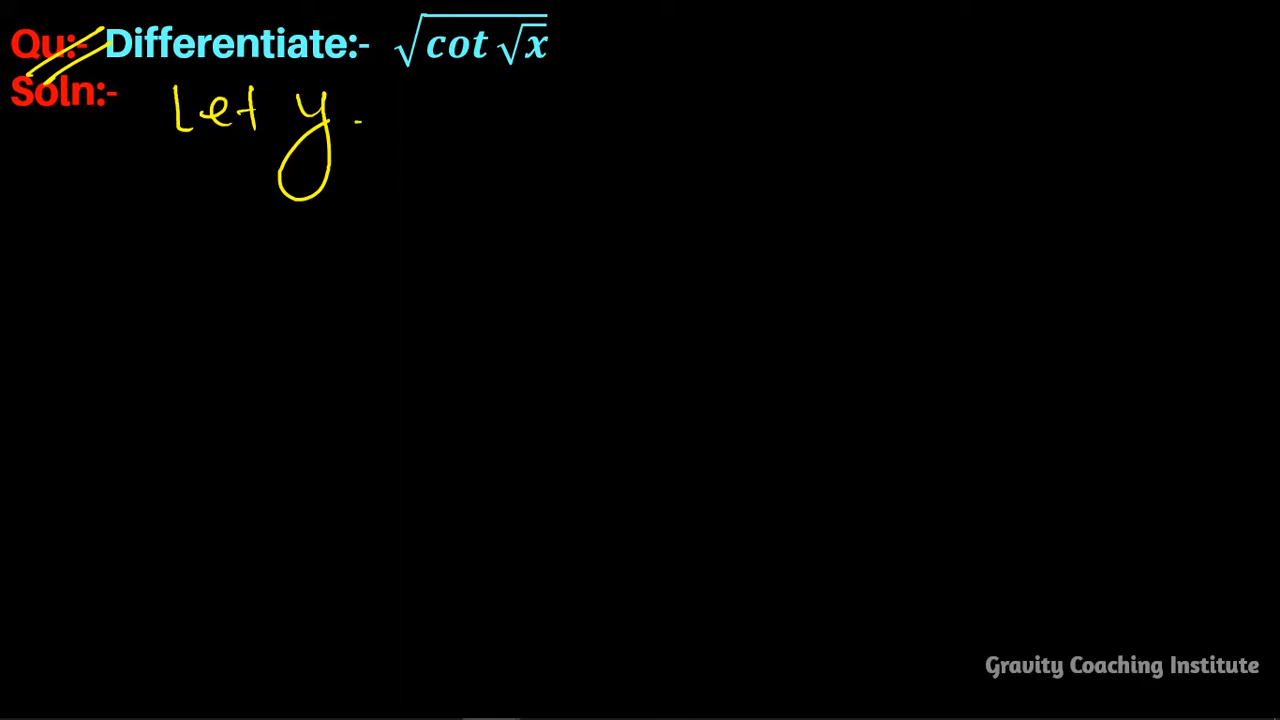 Qu:- Differentiate:- √(cot √x)
Soln:- Let y.
Gravity Coaching Institute